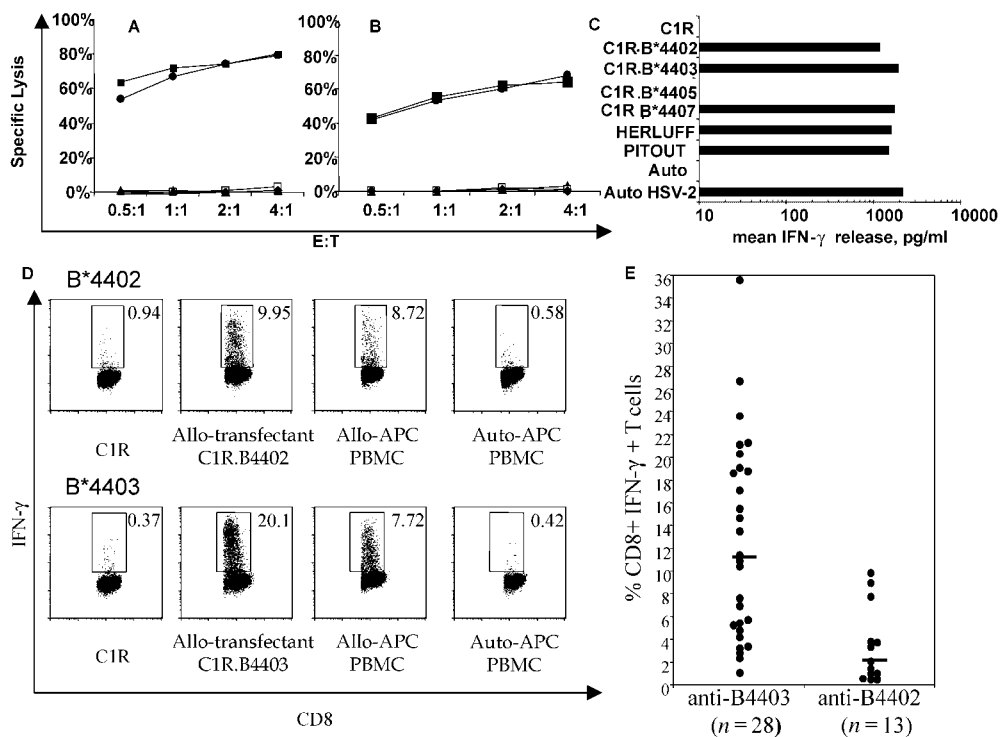 A
B
C
100%
80%
60%
40%
20%
0%
Specific Lysis
0.5:1 1:1 2:1 4:1
100%
80%
60%
40%
20%
0%
0.5:1 1:1 2:1 4:1
E:T
C1R
C1R.B*4402
C1R.B*4403
C1R.B*4405
C1R B*4407
HERLUFF
PITOUT
Auto
Auto HSV-2
10 100 1000 10000
mean IFN-γ release, pg/ml
D
B*4402
0.94
9.95
8.72
0.58
C1R
Allo-transfectant
C1R.B4402
Allo-APC
PBMC
Auto-APC
PBMC
B*4403
0.37
20.1
7.72
0.42
C1R
Allo-transfectant
C1R.B4403
Allo-APC
PBMC
Auto-APC
PBMC
IFN-γ
CD8
E
36
34
32
30
28
26
24
22
20
18
16
14
12
10
8
6
4
2
0
% CD8+ IFN-γ + T cells
anti-B4403
(n = 28)
anti-B4402
(n = 13)